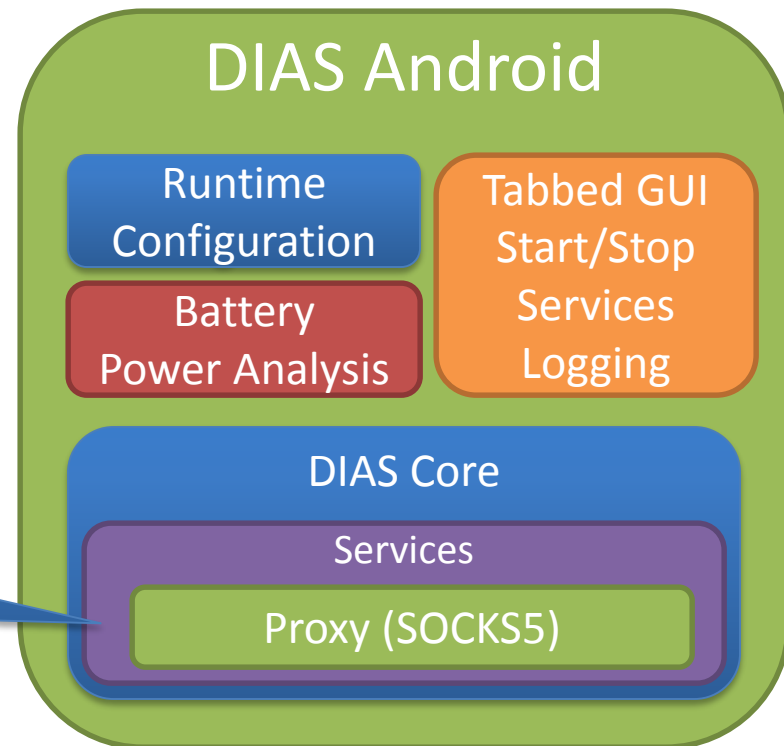 DIAS Android
Runtime
Configuration
Battery
Power Analysis
Tabbed GUI
Start/Stop
Services
Logging
DIAS Core
Services
Proxy (SOCKS5)